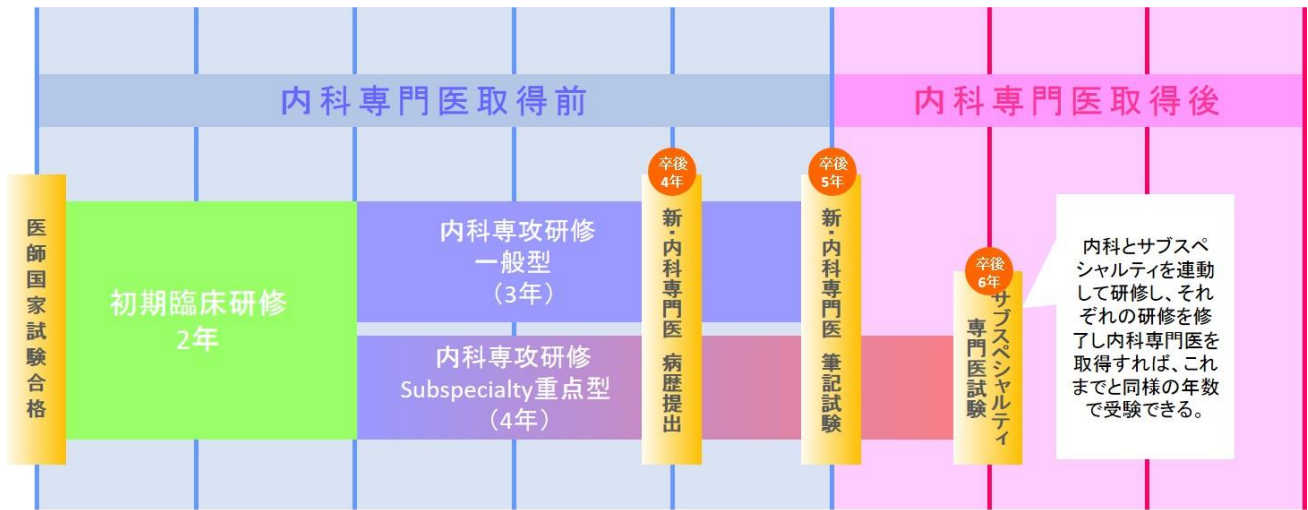 内科専門医取得前
内科専門医取得後
医師国家試験合格
初期臨床研修
2年
内科専攻研修
一般型
（3年）
内科専攻研修
Subspecialty重点型
（4年）
卒後
4年
新・内科専門医 病歴提出
卒後
5年
新・内科専門医 筆記試験
卒後
6年
サブスペシャルティ
専門医試験
内科とサブスペ
シャルティを連動
して研修し、それ
ぞれの研修を修
了し内科専門医を
取得すれば、これ
までと同様の年数
で受験できる。